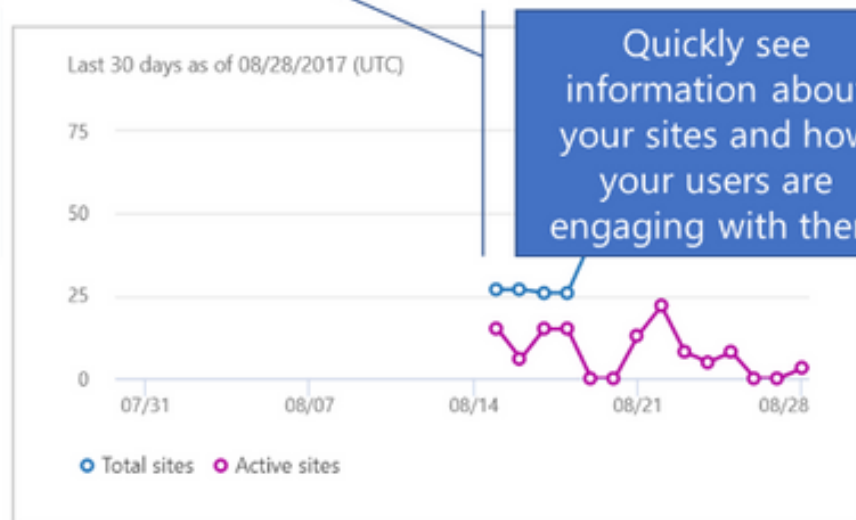 Last 30 days as of 08/28/2017 (UTC)
Quickly see
information about
your sites and how
your users are
engaging with them
75
50
25
0
07/31
08/07
08/14
08/21
08/28
Total sites
Active sites